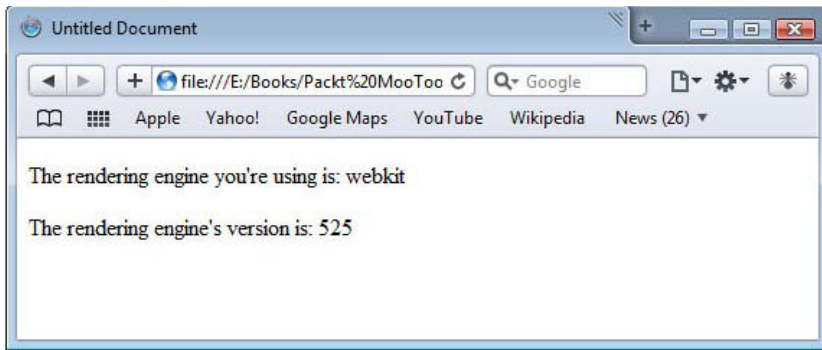 Untitled Document
file:///E:/Books/Packt%20MooToo
Google
Apple Yahoo! Google Maps YouTube Wikipedia News (26) ▾
The rendering engine you're using is: webkit
The rendering engine's version is: 525